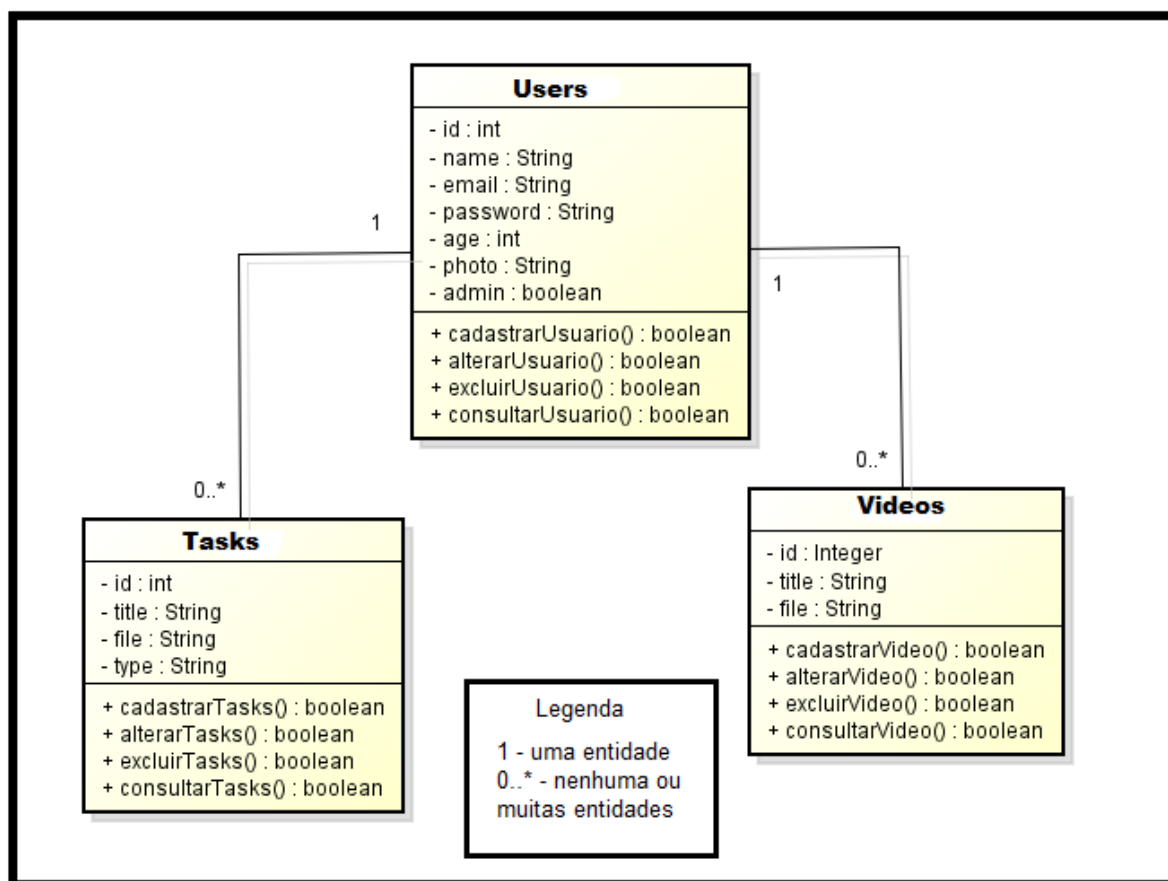 Users
- id : int
- name : String
- email : String
- password : String
- age : int
- photo : String
- admin : boolean
+ cadastrarUsuario() : boolean
+ alterarUsuario() : boolean
+ excluirUsuario() : boolean
+ consultarUsuario() : boolean
1
1
0..*
0..*
Tasks
- id : int
- title : String
- file : String
- type : String
+ cadastrarTasks() : boolean
+ alterarTasks() : boolean
+ excluirTasks() : boolean
+ consultarTasks() : boolean
Videos
- id : Integer
- title : String
- file : String
+ cadastrarVideo() : boolean
+ alterarVideo() : boolean
+ excluirVideo() : boolean
+ consultarVideo() : boolean
Legenda
1 - uma entidade
0..* - nenhuma ou
muitas entidades